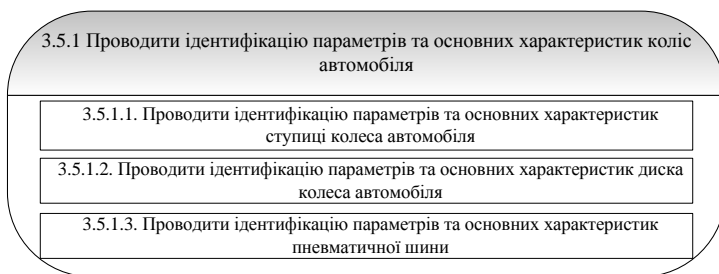 3.5.1 Проводити ідентифікацію параметрів та основних характеристик коліс
автомобіля
3.5.1.1. Проводити ідентифікацію параметрів та основних характеристик
ступиці колеса автомобіля
3.5.1.2. Проводити ідентифікацію параметрів та основних характеристик диска
колеса автомобіля
3.5.1.3. Проводити ідентифікацію параметрів та основних характеристик
пневматичної шини